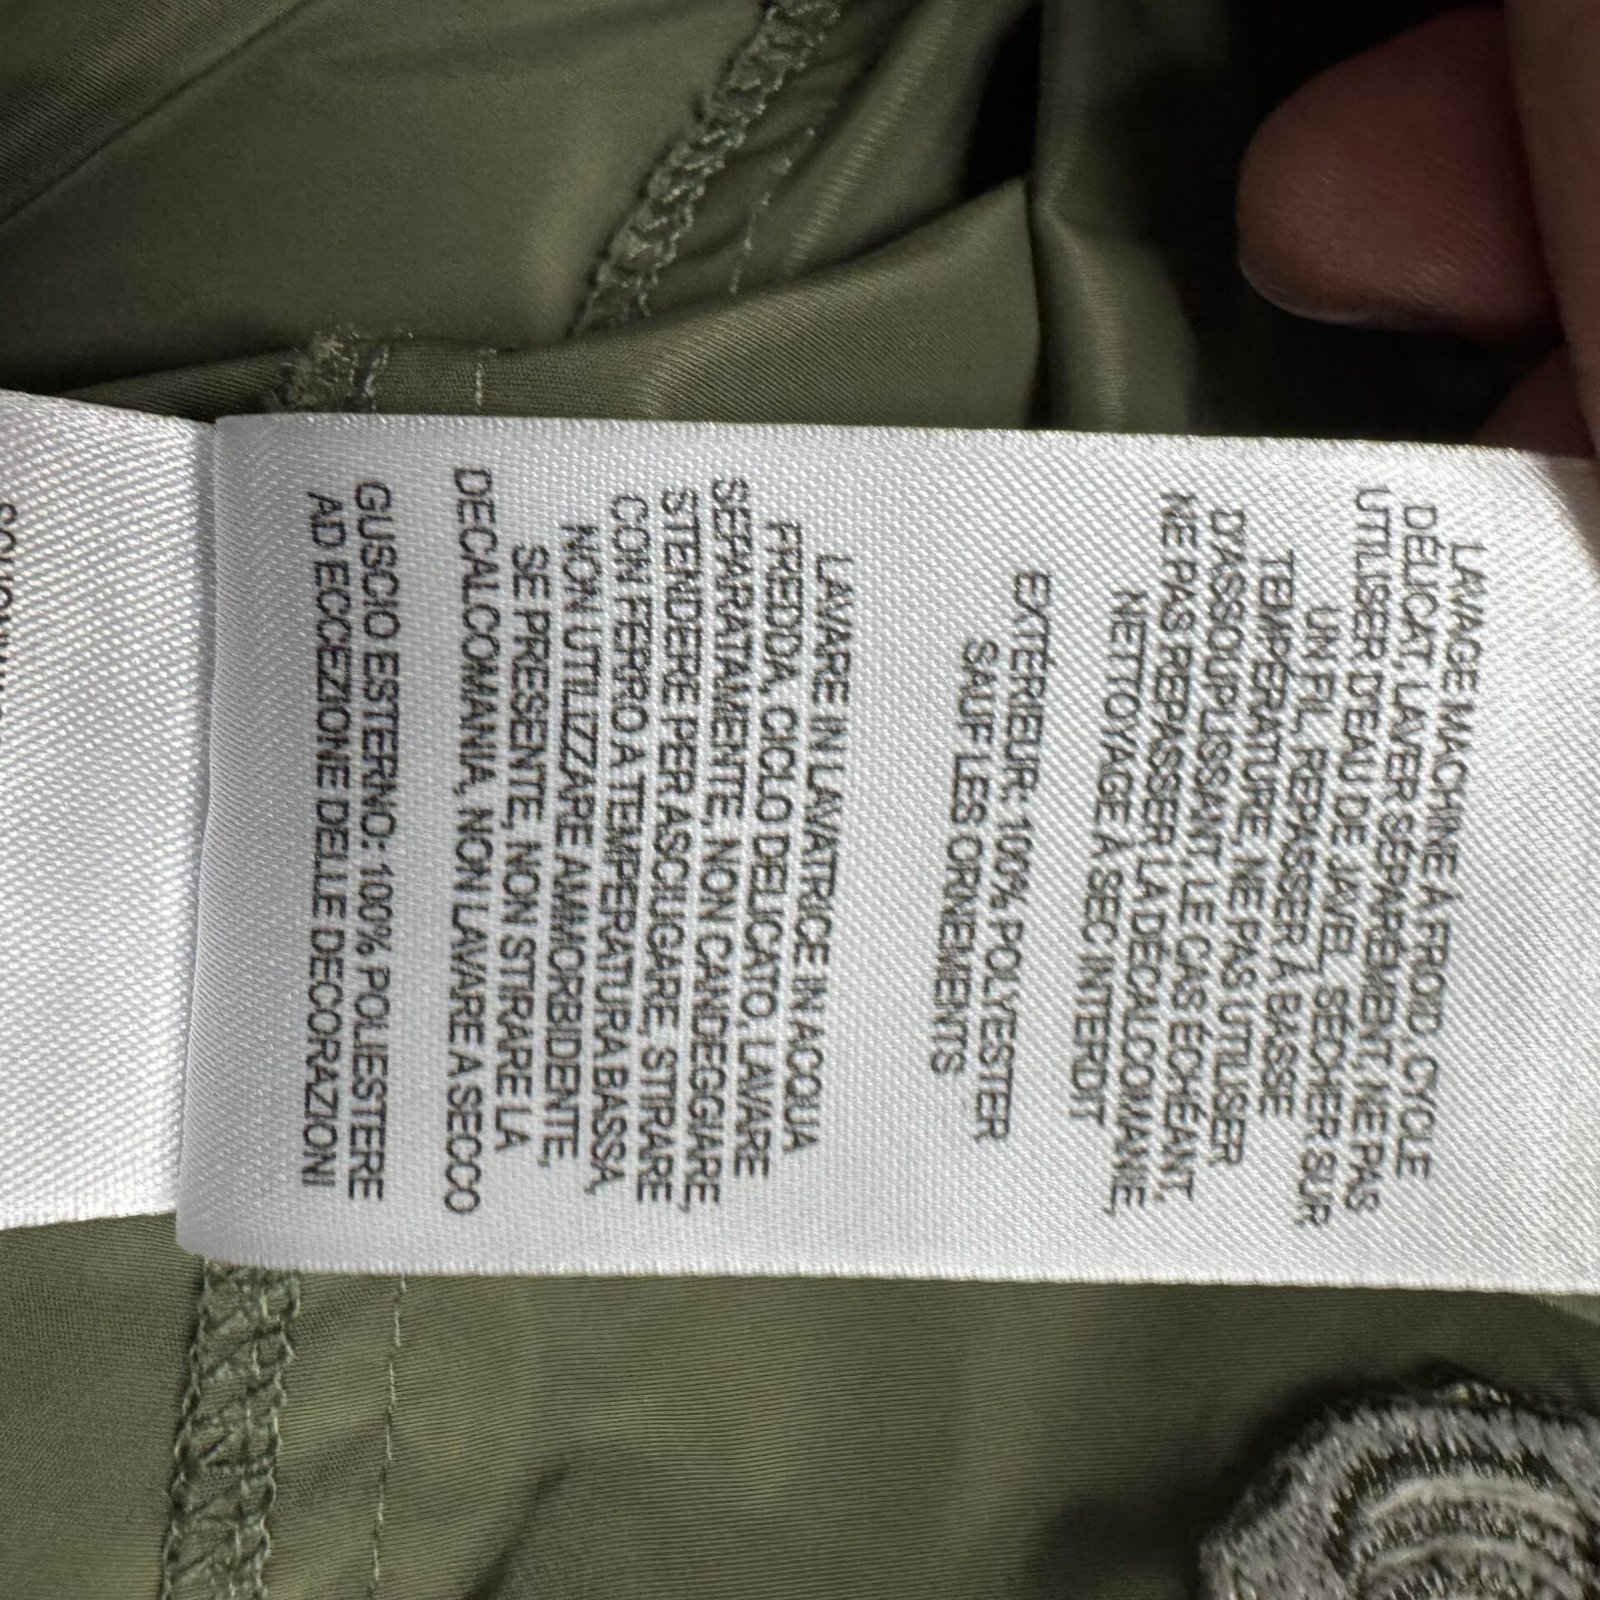 LAVAGE MACHINE A FROID, CYCLE
DÉLICAT, LAVER SÉPARÉMENT, NE PAS
UTILISER D'EAU DE JAVEL, SÉCHER SUR
UN FIL, REPASSER À BASSE
TEMPÉRATURE, NE PAS UTILISER
D'ASSOUPLISSANT, LE CAS ÉCHÉANT,
NE PAS REPASSER LA DECALCOMANIE,
NETTOYAGE A SEC INTERDIT
EXTÉRIEUR: 100% POLYESTER
SAUF LES ORNEMENTS
LAVARE IN LAVATRICE IN ACQUA
FREDDA, CICLO DELICATO, LAVARE
SEPARATAMENTE, NON CANDEGGIARE,
STENDERE PER ASCIUGARE, STIRARE
CON FERRO A TEMPERATURA BASSA,
NON UTILIZZARE AMMORBIDENTE,
SE PRESENTE, NON STIRARE LA
DECALCOMANIA, NON LAVARE A SECCO
GUSCIO ESTERNO: 100% POLIESTERE
AD ECCEZIONE DELLE DECORAZIONI